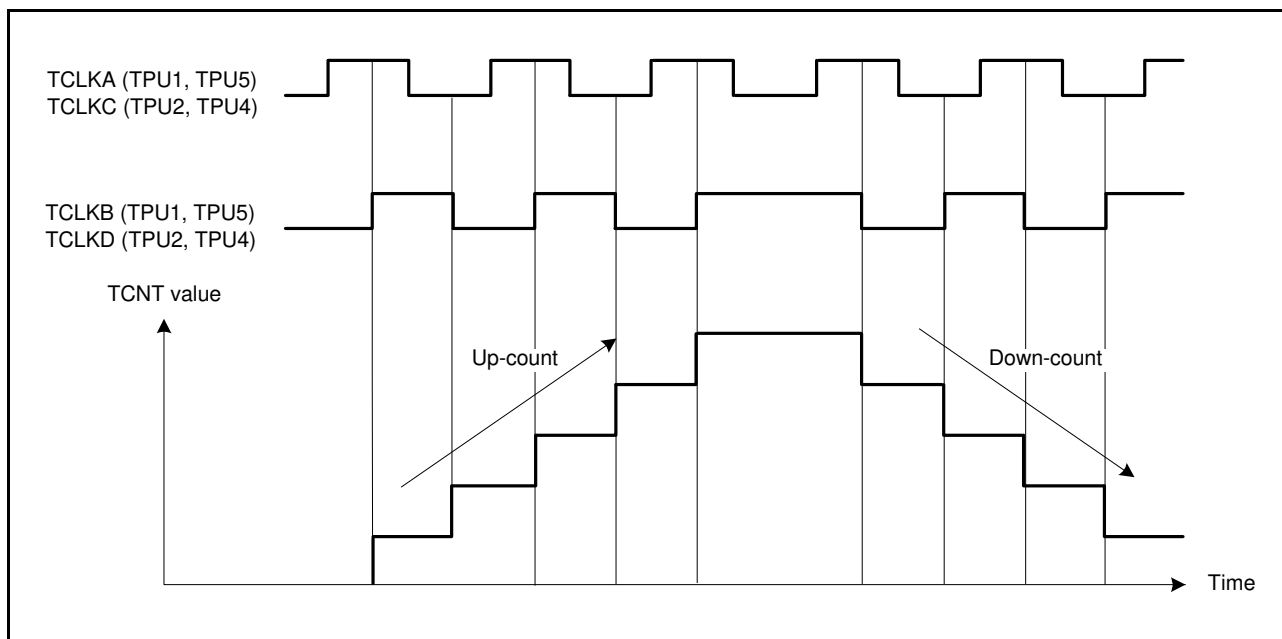 TCLKA (TPU1, TPU5)
TCLKC (TPU2, TPU4)
TCLKB (TPU1, TPU5)
TCLKD (TPU2, TPU4)
TCNT value
Up-count
Down-count
Time